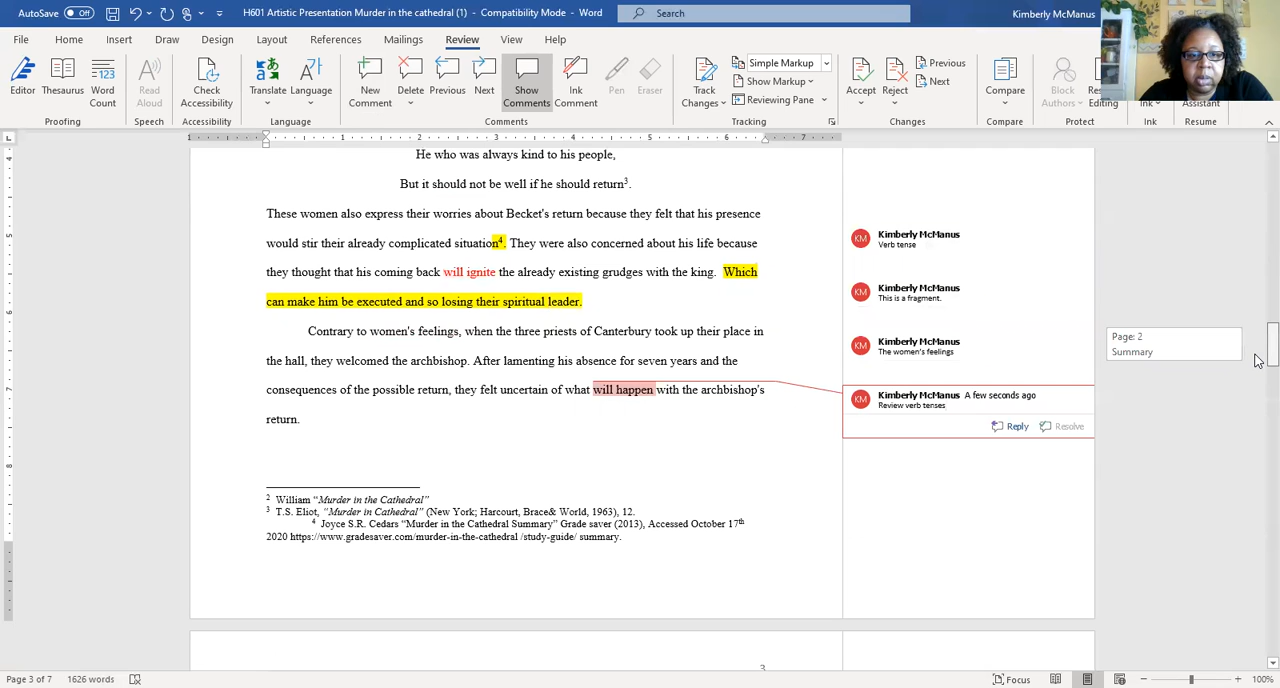 AutoSave Off H601 Artistic Presentation Murder in the cathedral (1) - Compatibility Mode - Word Search Kimberly McManus
File Home Insert Draw Design Layout References Mailings Review View Help
Editor Thesaurus Word Count Read Aloud Check Accessibility Translate Language New Comment Delete Previous Next Show Comments Ink Comment Pen Eraser Track Changes Simple Markup Show Markup Reviewing Pane Accept Reject Previous Next Compare Block Authors Editing Ink Assistant
Proofing Speech Accessibility Language Comments Tracking Changes Compare Protect Ink Resume
He who was always kind to his people,
But it should not be well if he should return3.
These women also express their worries about Becket's return because they felt that his presence
would stir their already complicated situation4. They were also concerned about his life because
they thought that his coming back will ignite the already existing grudges with the king. Which
can make him be executed and so losing their spiritual leader.
Contrary to women's feelings, when the three priests of Canterbury took up their place in
the hall, they welcomed the archbishop. After lamenting his absence for seven years and the
consequences of the possible return, they felt uncertain of what will happen with the archbishop's
return.
2 William “Murder in the Cathedral”
3 T.S. Eliot, “Murder in Cathedral” (New York; Harcourt, Brace& World, 1963), 12.
4 Joyce S.R. Cedars “Murder in the Cathedral Summary” Grade saver (2013), Accessed October 17th
2020 https://www.gradesaver.com/murder-in-the-cathedral /study-guide/ summary.
KM Kimberly McManus
Verb tense
KM Kimberly McManus
This is a fragment.
KM Kimberly McManus
The women's feelings
KM Kimberly McManus A few seconds ago
Review verb tenses
Reply Resolve
Page: 2
Summary
3
Page 3 of 7 1626 words Focus 100%